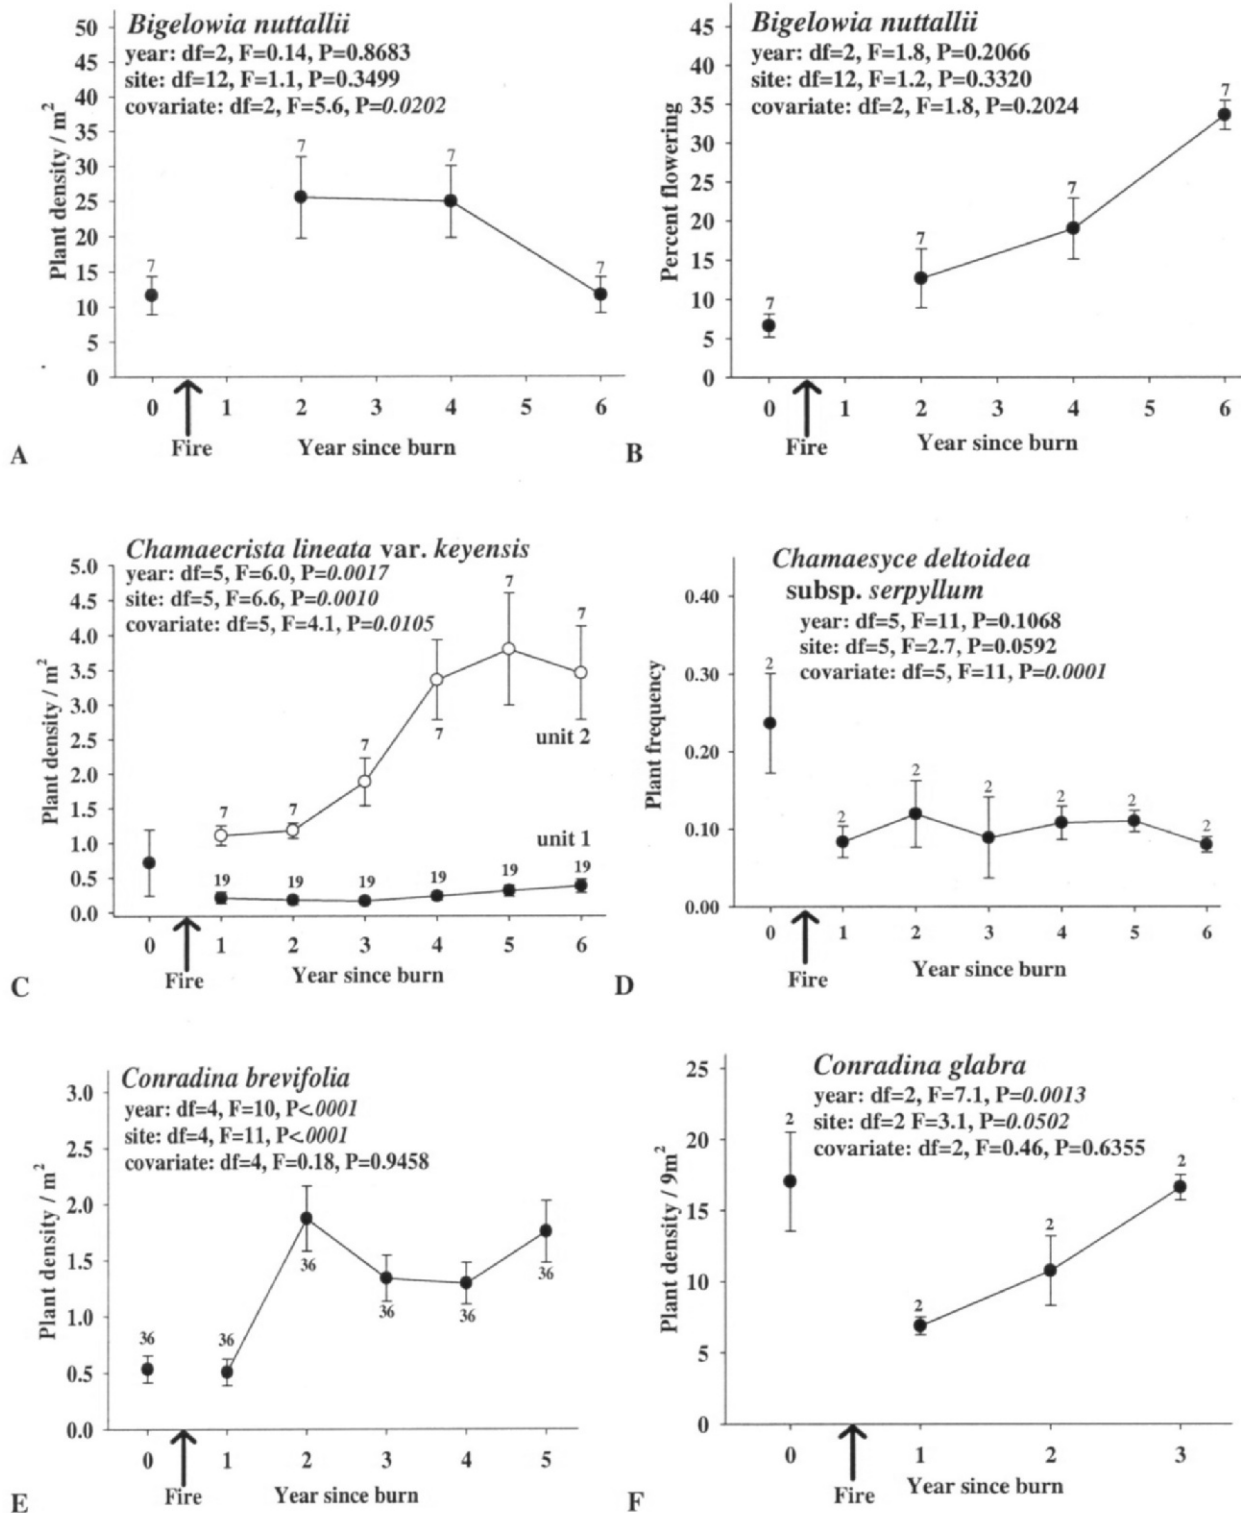 Bigelowia nuttallii
year: df=2, F=0.14, P=0.8683
site: df=12, F=1.1, P=0.3499
covariate: df=2, F=5.6, P=0.0202
Plant density / m²
50
45
40
35
30
25
20
15
10
5
0
7
7
7
7
0
1
2
3
4
5
6
Fire
Year since burn
A
Bigelowia nuttallii
year: df=2, F=1.8, P=0.2066
site: df=12, F=1.2, P=0.3320
covariate: df=2, F=1.8, P=0.2024
Percent flowering
45
40
35
30
25
20
15
10
5
0
7
7
7
7
0
1
2
3
4
5
6
Fire
Year since burn
B
Chamaecrista lineata var. keyensis
year: df=5, F=6.0, P=0.0017
site: df=5, F=6.6, P=0.0010
covariate: df=5, F=4.1, P=0.0105
Plant density / m²
5.0
4.5
4.0
3.5
3.0
2.5
2.0
1.5
1.0
0.5
0.0
7
7
7
7
7
7
unit 2
unit 1
19
19
19
19
19
19
0
1
2
3
4
5
6
Fire
Year since burn
C
Chamaesyce deltoidea
subsp. serpyllum
year: df=5, F=11, P=0.1068
site: df=5, F=2.7, P=0.0592
covariate: df=5, F=11, P=0.0001
Plant frequency
0.40
0.30
0.20
0.10
0.00
2
2
2
2
2
2
2
0
1
2
3
4
5
6
Fire
Year since burn
D
Conradina brevifolia
year: df=4, F=10, P<.0001
site: df=4, F=11, P<.0001
covariate: df=4, F=0.18, P=0.9458
Plant density / m²
3.0
2.5
2.0
1.5
1.0
0.5
0.0
36
36
36
36
36
36
0
1
2
3
4
5
Fire
Year since burn
E
Conradina glabra
year: df=2, F=7.1, P=0.0013
site: df=2 F=3.1, P=0.0502
covariate: df=2, F=0.46, P=0.6355
Plant density / 9m²
25
20
15
10
5
0
2
2
2
2
0
1
2
3
Fire
Year since burn
F